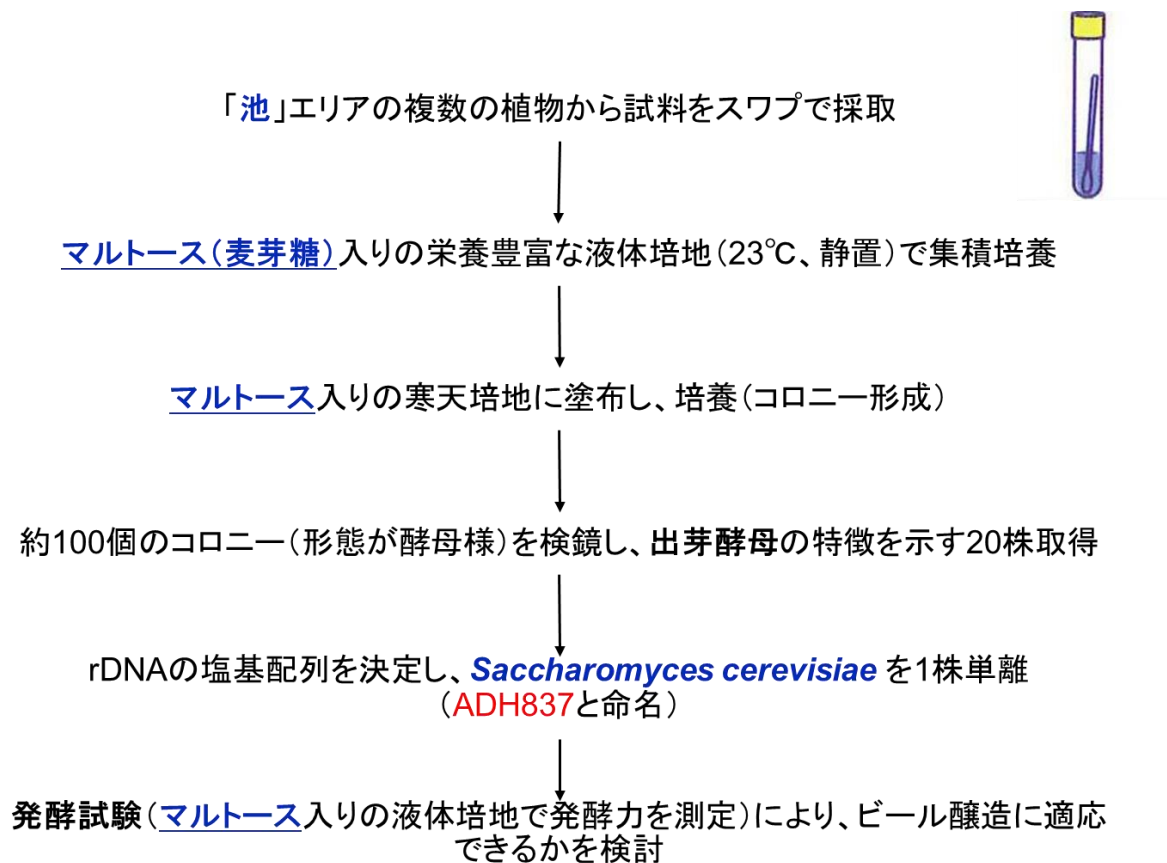 「池」エリアの複数の植物から試料をスワプで採取
マルトース（麦芽糖）入りの栄養豊富な液体培地（23℃、静置）で集積培養
マルトース入りの寒天培地に塗布し、培養（コロニー形成）
約100個のコロニー（形態が酵母様）を検鏡し、出芽酵母の特徴を示す20株取得
rDNAの塩基配列を決定し、Saccharomyces cerevisiae を1株単離
（ADH837と命名）
発酵試験（マルトース入りの液体培地で発酵力を測定）により、ビール醸造に適応
できるかを検討